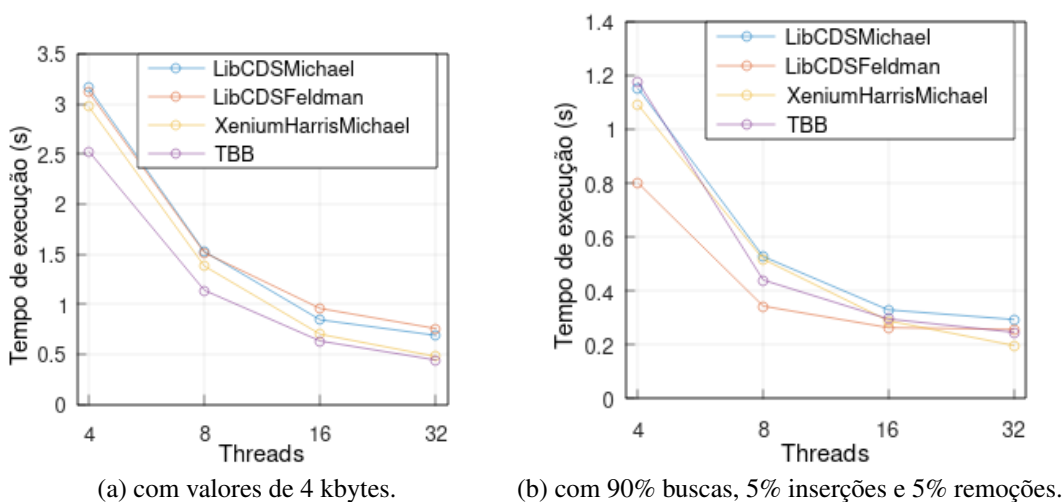 3.5
3
2.5
2
1.5
1
0.5
0
Tempo de execução (s)
LibCDSMichael
LibCDSFeldman
XeniumHarrisMichael
TBB
4 8 16 32
Threads
(a) com valores de 4 kbytes.
1.4
1.2
1
0.8
0.6
0.4
0.2
0
Tempo de execução (s)
LibCDSMichael
LibCDSFeldman
XeniumHarrisMichael
TBB
4 8 16 32
Threads
(b) com 90% buscas, 5% inserções e 5% remoções.